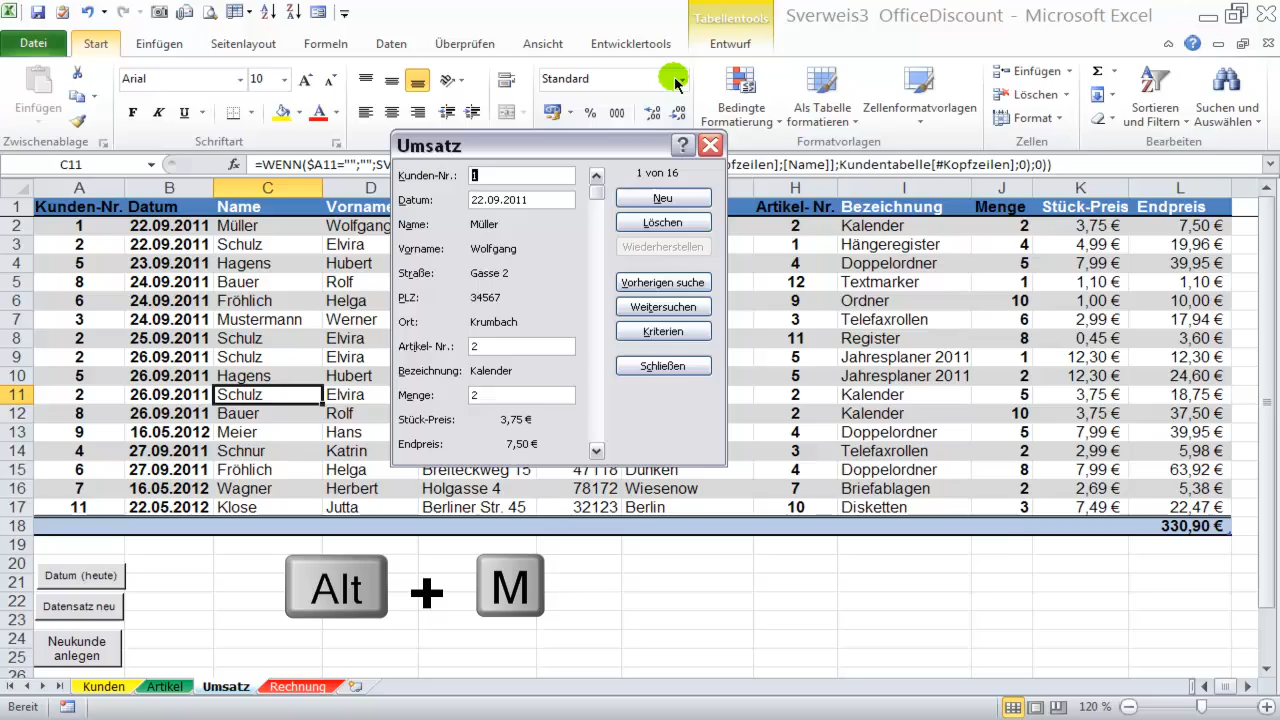 Tabellentools
Sverweis3 OfficeDiscount - Microsoft Excel
Datei Start Einfügen Seitenlayout Formeln Daten Überprüfen Ansicht Entwicklertools Entwurf
Arial 10 Standard
Einfügen
F K U
% 000
Bedingte Formatierung
Als Tabelle formatieren
Zellenformatvorlagen
Einfügen
Löschen
Format
Sortieren und Filtern
Suchen und Auswählen
Zwischenablage Schriftart Formatvorlagen Zellen Bearbeiten
C11 fx =WENN($A11="";"";SV pfzeilen];[Name]];Kundentabelle[#Kopfzeilen];0);0))
A B C D H I J K L
1 Kunden-Nr. Datum Name Vorname Artikel- Nr. Bezeichnung Menge Stück-Preis Endpreis
2 1 22.09.2011 Müller Wolfgang 2 Kalender 2 3,75 € 7,50 €
3 2 22.09.2011 Schulz Elvira 1 Hängeregister 4 4,99 € 19,96 €
4 5 23.09.2011 Hagens Hubert 4 Doppelordner 5 7,99 € 39,95 €
5 8 24.09.2011 Bauer Rolf 12 Textmarker 1 1,10 € 1,10 €
6 6 24.09.2011 Fröhlich Helga 9 Ordner 10 1,00 € 10,00 €
7 3 24.09.2011 Mustermann Werner 3 Telefaxrollen 6 2,99 € 17,94 €
8 2 25.09.2011 Schulz Elvira 11 Register 8 0,45 € 3,60 €
9 2 26.09.2011 Schulz Elvira 5 Jahresplaner 2011 1 12,30 € 12,30 €
10 5 26.09.2011 Hagens Hubert 5 Jahresplaner 2011 2 12,30 € 24,60 €
11 2 26.09.2011 Schulz Elvira 2 Kalender 5 3,75 € 18,75 €
12 8 26.09.2011 Bauer Rolf 2 Kalender 10 3,75 € 37,50 €
13 9 16.05.2012 Meier Hans 4 Doppelordner 5 7,99 € 39,95 €
14 4 27.09.2011 Schnur Katrin 3 Telefaxrollen 2 2,99 € 5,98 €
15 6 27.09.2011 Fröhlich Helga Breiteckweg 15 47118 Dunken 4 Doppelordner 8 7,99 € 63,92 €
16 7 16.05.2012 Wagner Herbert Holgasse 4 78172 Wiesenow 7 Briefablagen 2 2,69 € 5,38 €
17 11 22.05.2012 Klose Jutta Berliner Str. 45 32123 Berlin 10 Disketten 3 7,49 € 22,47 €
18 330,90 €
19
20
21
22
23
24
25
26
Umsatz
Kunden-Nr.: 1
Datum: 22.09.2011
Name: Müller
Vorname: Wolfgang
Straße: Gasse 2
PLZ: 34567
Ort: Krumbach
Artikel- Nr.: 2
Bezeichnung: Kalender
Menge: 2
Stück-Preis: 3,75 €
Endpreis: 7,50 €
1 von 16
Neu
Löschen
Wiederherstellen
Vorherigen suche
Weitersuchen
Kriterien
Schließen
Datum (heute)
Datensatz neu
Neukunde
anlegen
Alt + M
Kunden Artikel Umsatz Rechnung
Bereit 120 %